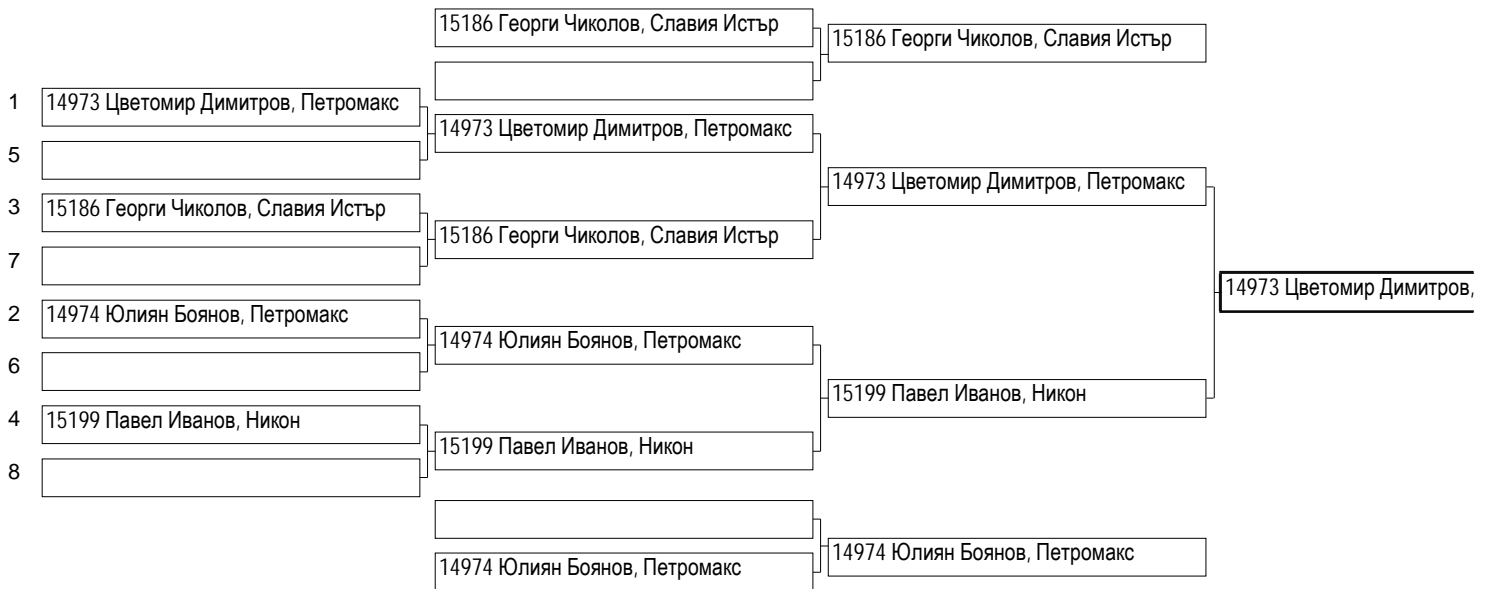 15186 Георги Чиколов, Славия Истър
15186 Георги Чиколов, Славия Истър
1 14973 Цветомир Димитров, Петромакс
14973 Цветомир Димитров, Петромакс
5
14973 Цветомир Димитров, Петромакс
3 15186 Георги Чиколов, Славия Истър
15186 Георги Чиколов, Славия Истър
7
14973 Цветомир Димитров,
2 14974 Юлиян Боянов, Петромакс
14974 Юлиян Боянов, Петромакс
6
15199 Павел Иванов, Никон
4 15199 Павел Иванов, Никон
15199 Павел Иванов, Никон
8
14974 Юлиян Боянов, Петромакс
14974 Юлиян Боянов, Петромакс